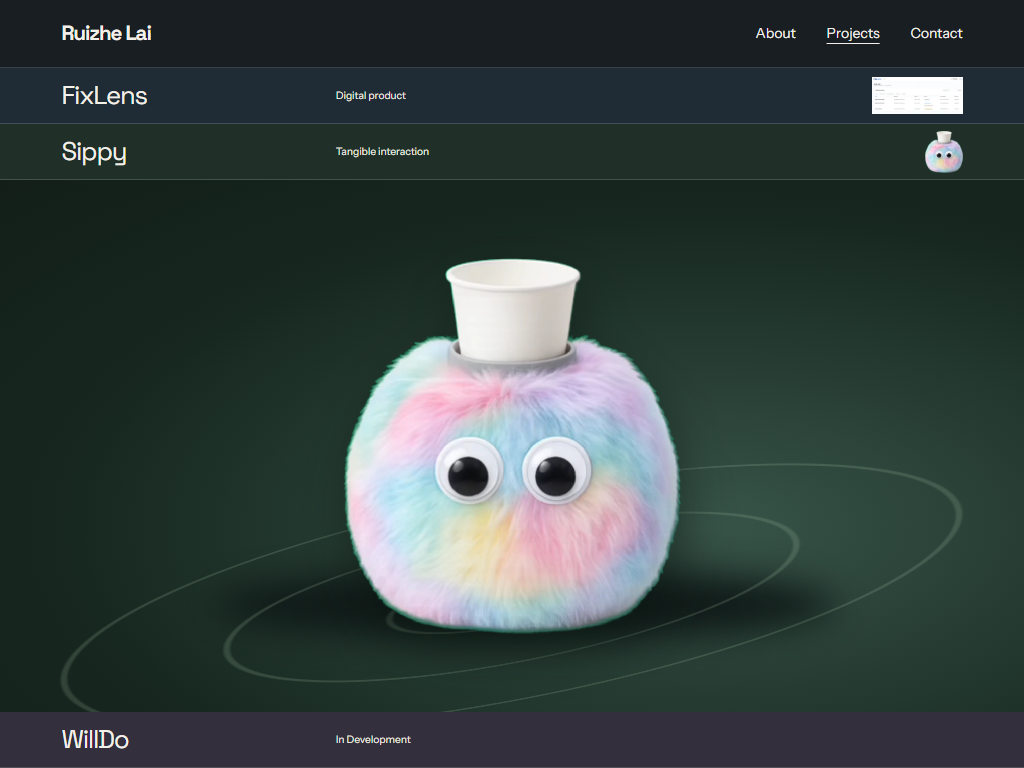 Ruizhe Lai
About Projects Contact
FixLens Digital product
Sippy Tangible interaction
WillDo In Development